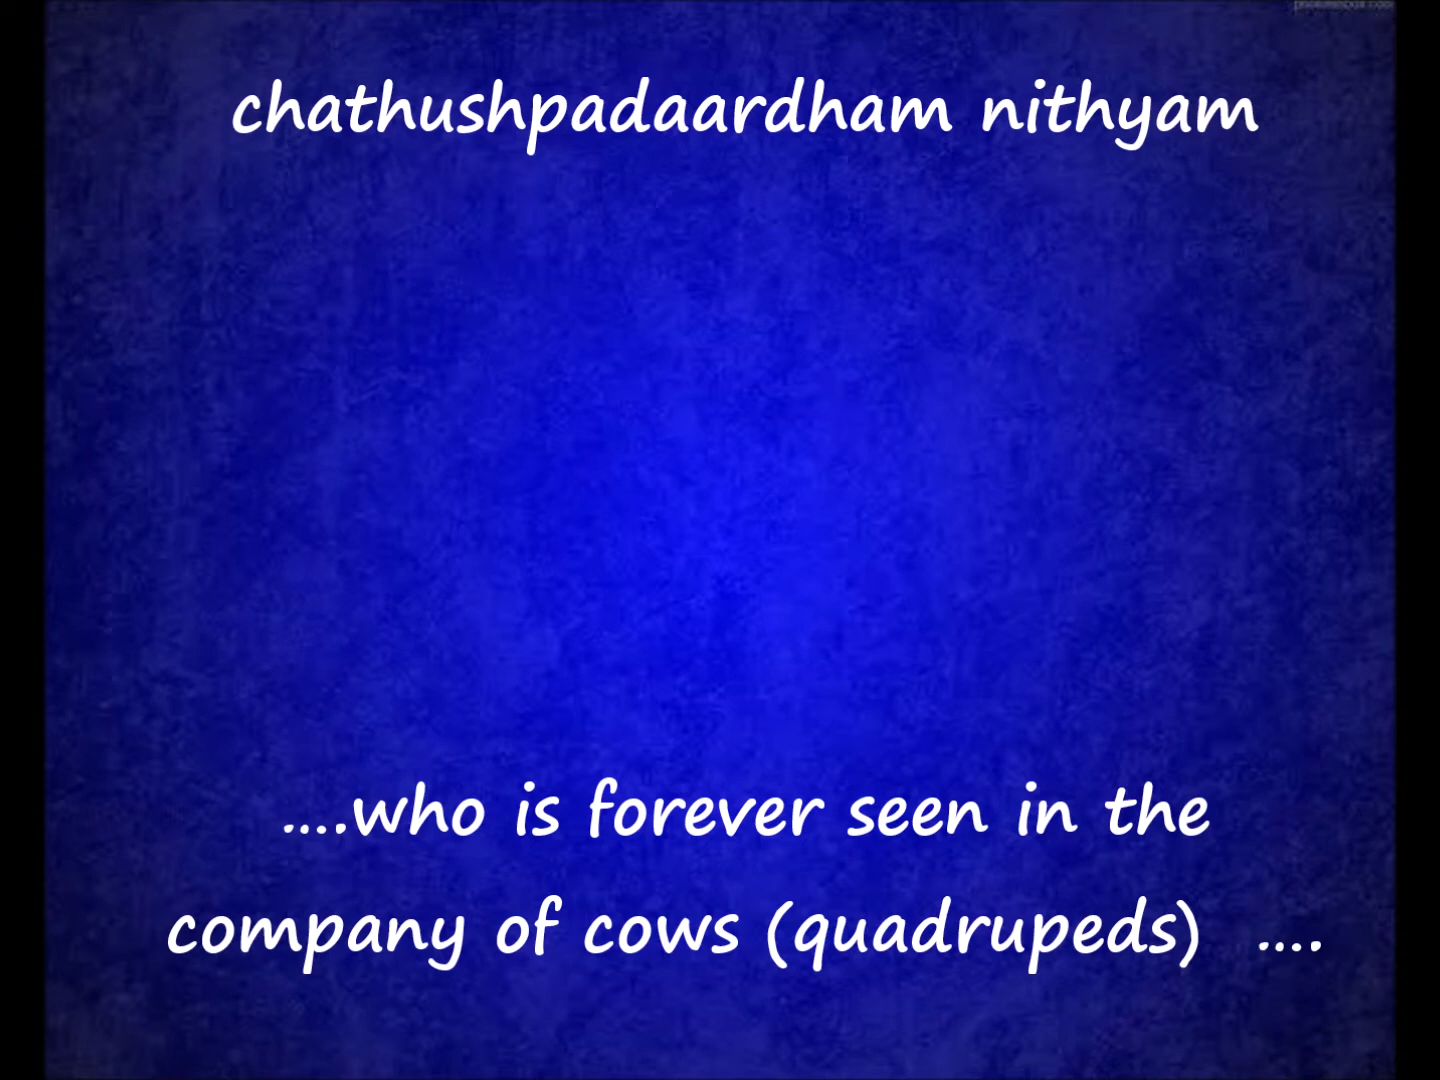 chathushpadaardham nithyam
....who is forever seen in the
company of cows (quadrupeds) ....